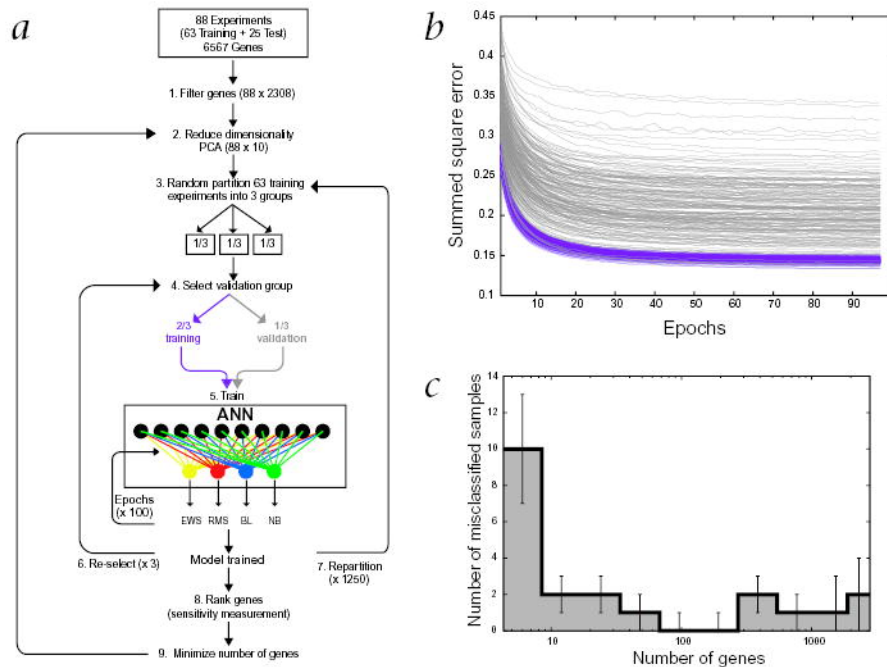 a
88 Experiments
(63 Training + 25 Test)
6567 Genes
1. Filter genes (88 x 2308)
2. Reduce dimensionality
PCA (88 x 10)
3. Random partition 63 training
experiments into 3 groups
1/3 1/3 1/3
4. Select validation group
2/3 1/3
training validation
5. Train
ANN
Epochs
(x 100)
EWS RMS BL NB
6. Re-select (x 3)
Model trained
7. Repartition
(x 1250)
8. Rank genes
(sensitivity measurement)
9. Minimize number of genes
b
Summed square error
0.45
0.4
0.35
0.3
0.25
0.2
0.15
0.1
10 20 30 40 50 60 70 80 90
Epochs
c
Number of misclassified samples
14
12
10
8
6
4
2
0
10 100 1000
Number of genes